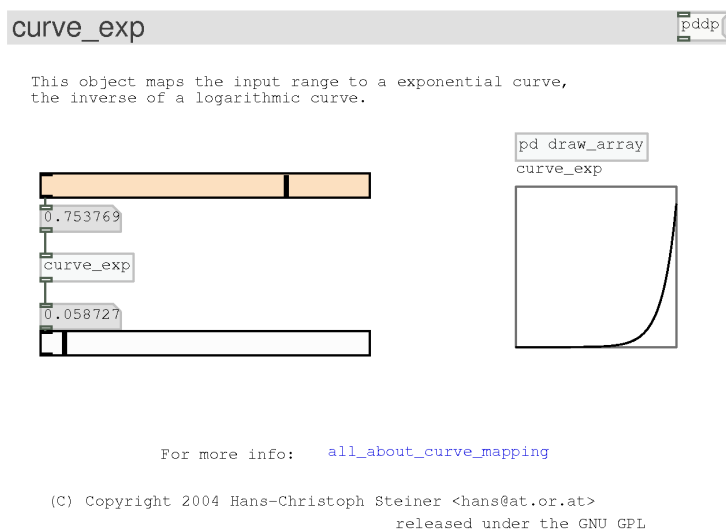 curve_exp
pddp
This object maps the input range to a exponential curve,
the inverse of a logarithmic curve.
pd draw_array
curve_exp
0.753769
curve_exp
0.058727
For more info: all_about_curve_mapping
(C) Copyright 2004 Hans-Christoph Steiner <hans@at.or.at>
released under the GNU GPL